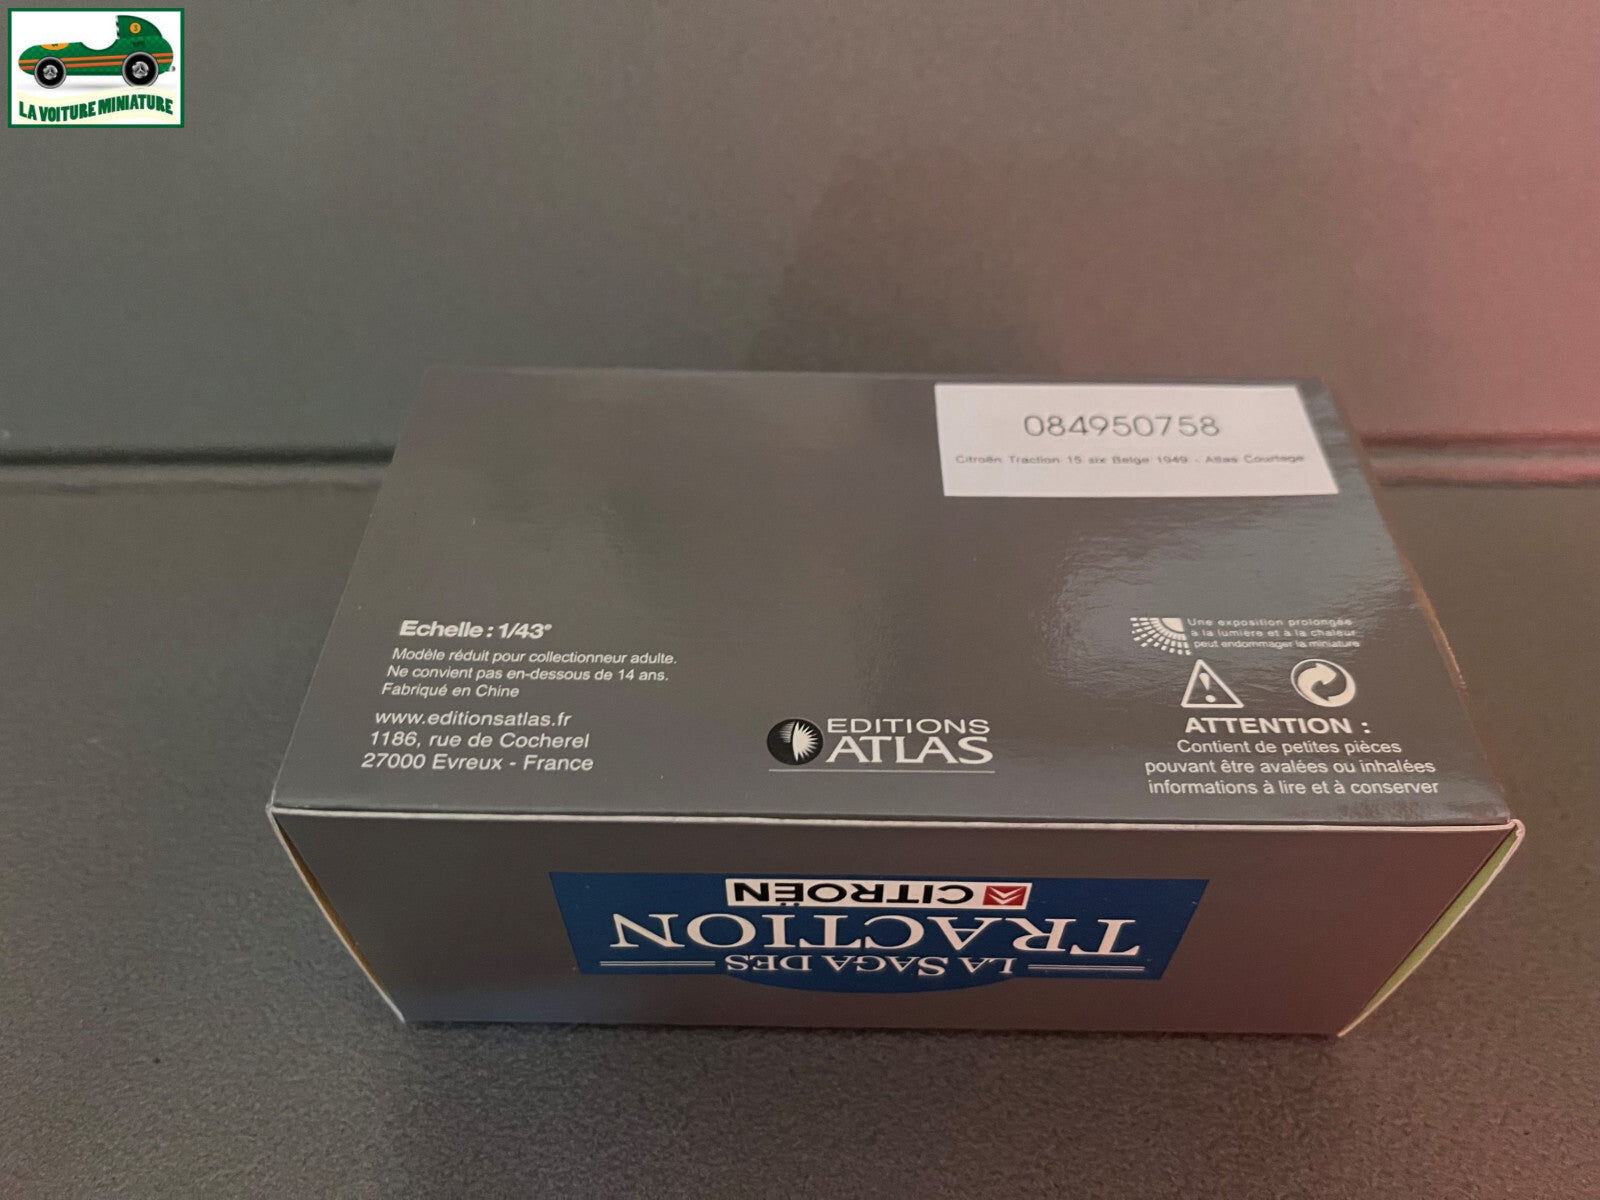 LA VOITURE MINIATURE
084950758
Citroën Traction 15 six Belge 1949 - Atlas Courtage
Echelle : 1/43e
Modèle réduit pour collectionneur adulte.
Ne convient pas en-dessous de 14 ans.
Fabriqué en Chine
www.editionsatlas.fr
1186, rue de Cocherel
27000 Evreux - France
EDITIONS
ATLAS
Une exposition prolongée
à la lumière et à la chaleur
peut endommager la miniature
ATTENTION :
Contient de petites pièces
pouvant être avalées ou inhalées
informations à lire et à conserver
LA SAGA DES
TRACTION
CITROËN